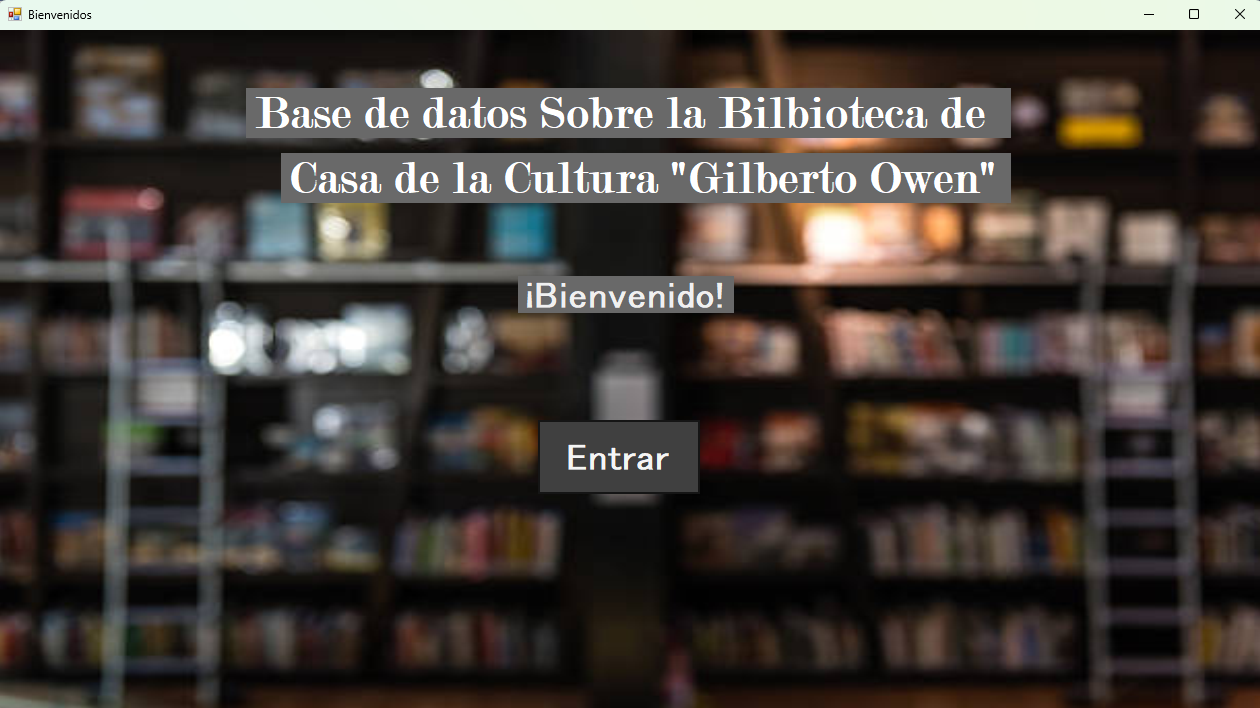 Bienvenidos
Base de datos Sobre la Bilbioteca de
Casa de la Cultura "Gilberto Owen"
¡Bienvenido!
Entrar